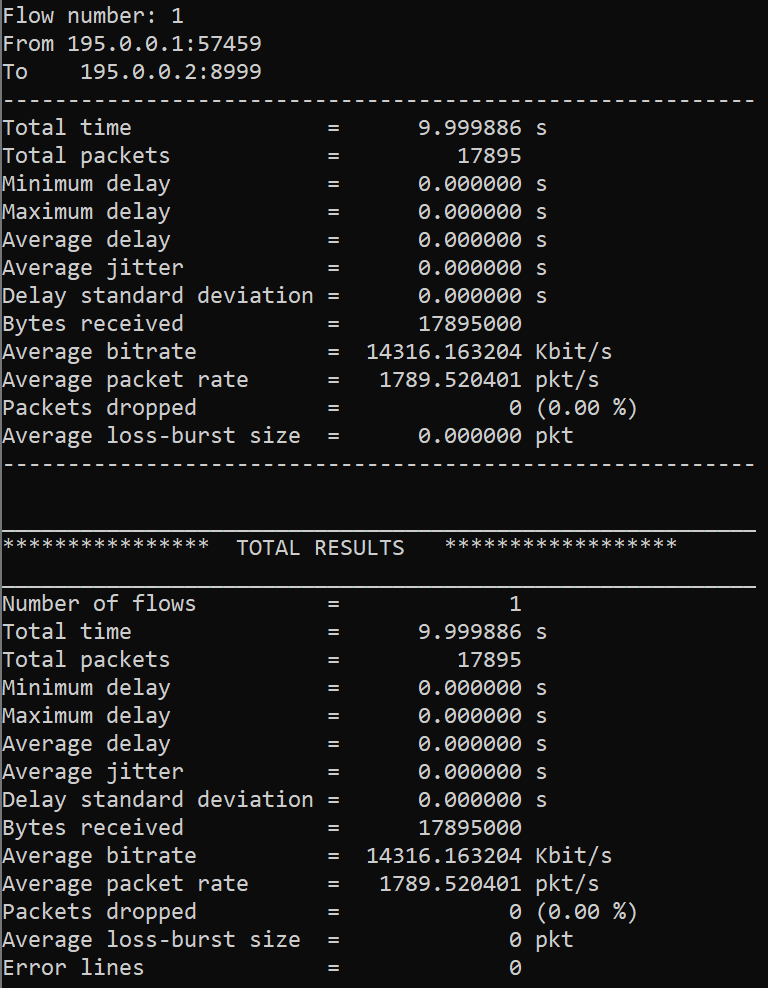 Flow number: 1
From 195.0.0.1:57459
To    195.0.0.2:8999
----------------------------------------------------------
Total time               =      9.999886 s
Total packets            =         17895
Minimum delay            =      0.000000 s
Maximum delay            =      0.000000 s
Average delay            =      0.000000 s
Average jitter           =      0.000000 s
Delay standard deviation =      0.000000 s
Bytes received           =      17895000
Average bitrate          =  14316.163204 Kbit/s
Average packet rate      =   1789.520401 pkt/s
Packets dropped          =             0 (0.00 %)
Average loss-burst size  =      0.000000 pkt
----------------------------------------------------------
__________________________________________________________
****************  TOTAL RESULTS   ******************
__________________________________________________________
Number of flows          =             1
Total time               =      9.999886 s
Total packets            =         17895
Minimum delay            =      0.000000 s
Maximum delay            =      0.000000 s
Average delay            =      0.000000 s
Average jitter           =      0.000000 s
Delay standard deviation =      0.000000 s
Bytes received           =      17895000
Average bitrate          =  14316.163204 Kbit/s
Average packet rate      =   1789.520401 pkt/s
Packets dropped          =             0 (0.00 %)
Average loss-burst size  =             0 pkt
Error lines              =             0